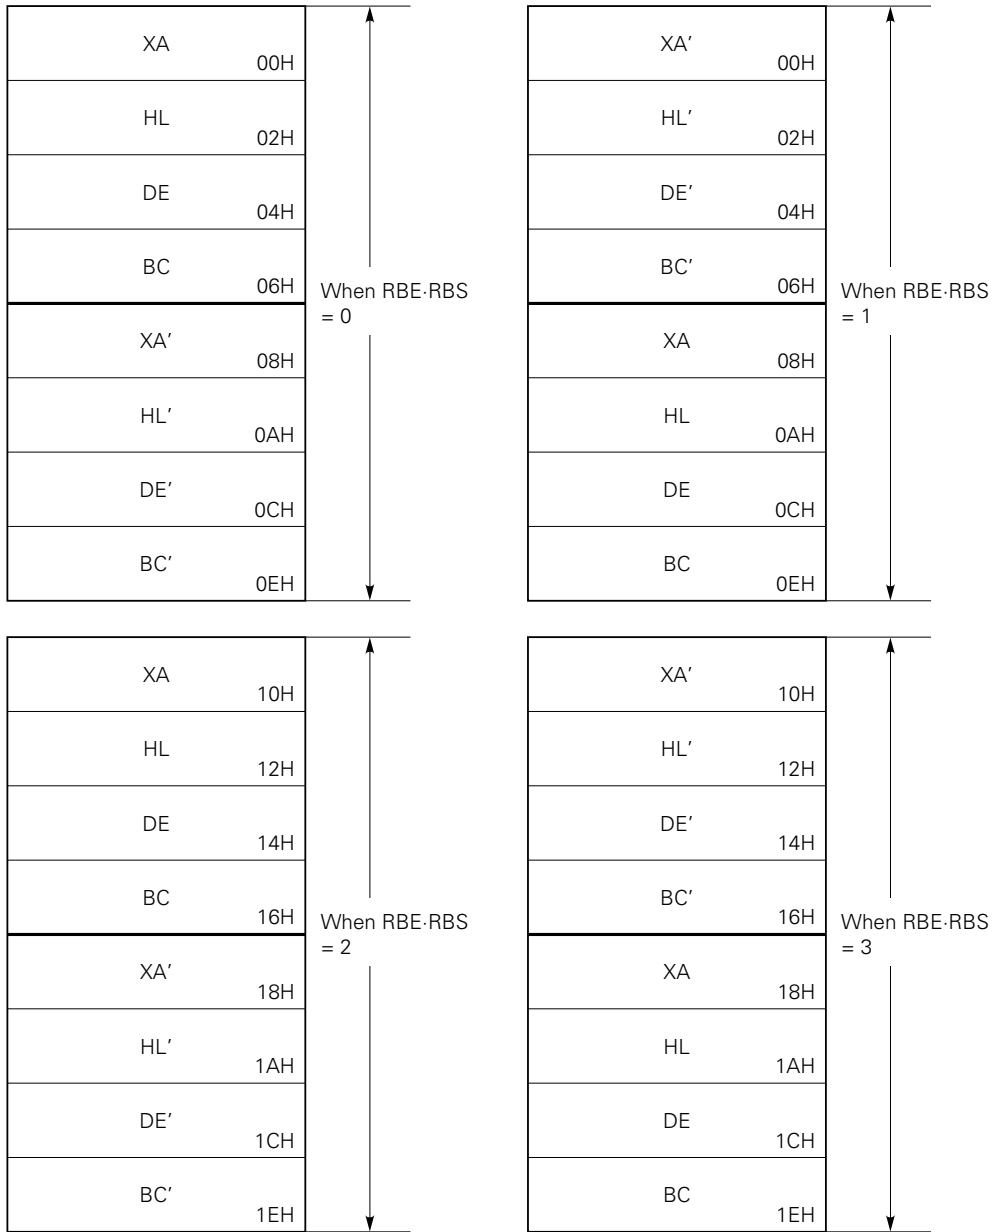 XA
00H
HL
02H
DE
04H
BC
06H
XA’
08H
HL’
0AH
DE’
0CH
BC’
0EH
When RBE·RBS
= 0
XA’
00H
HL’
02H
DE’
04H
BC’
06H
XA
08H
HL
0AH
DE
0CH
BC
0EH
When RBE·RBS
= 1
XA
10H
HL
12H
DE
14H
BC
16H
XA’
18H
HL’
1AH
DE’
1CH
BC’
1EH
When RBE·RBS
= 2
XA’
10H
HL’
12H
DE’
14H
BC’
16H
XA
18H
HL
1AH
DE
1CH
BC
1EH
When RBE·RBS
= 3